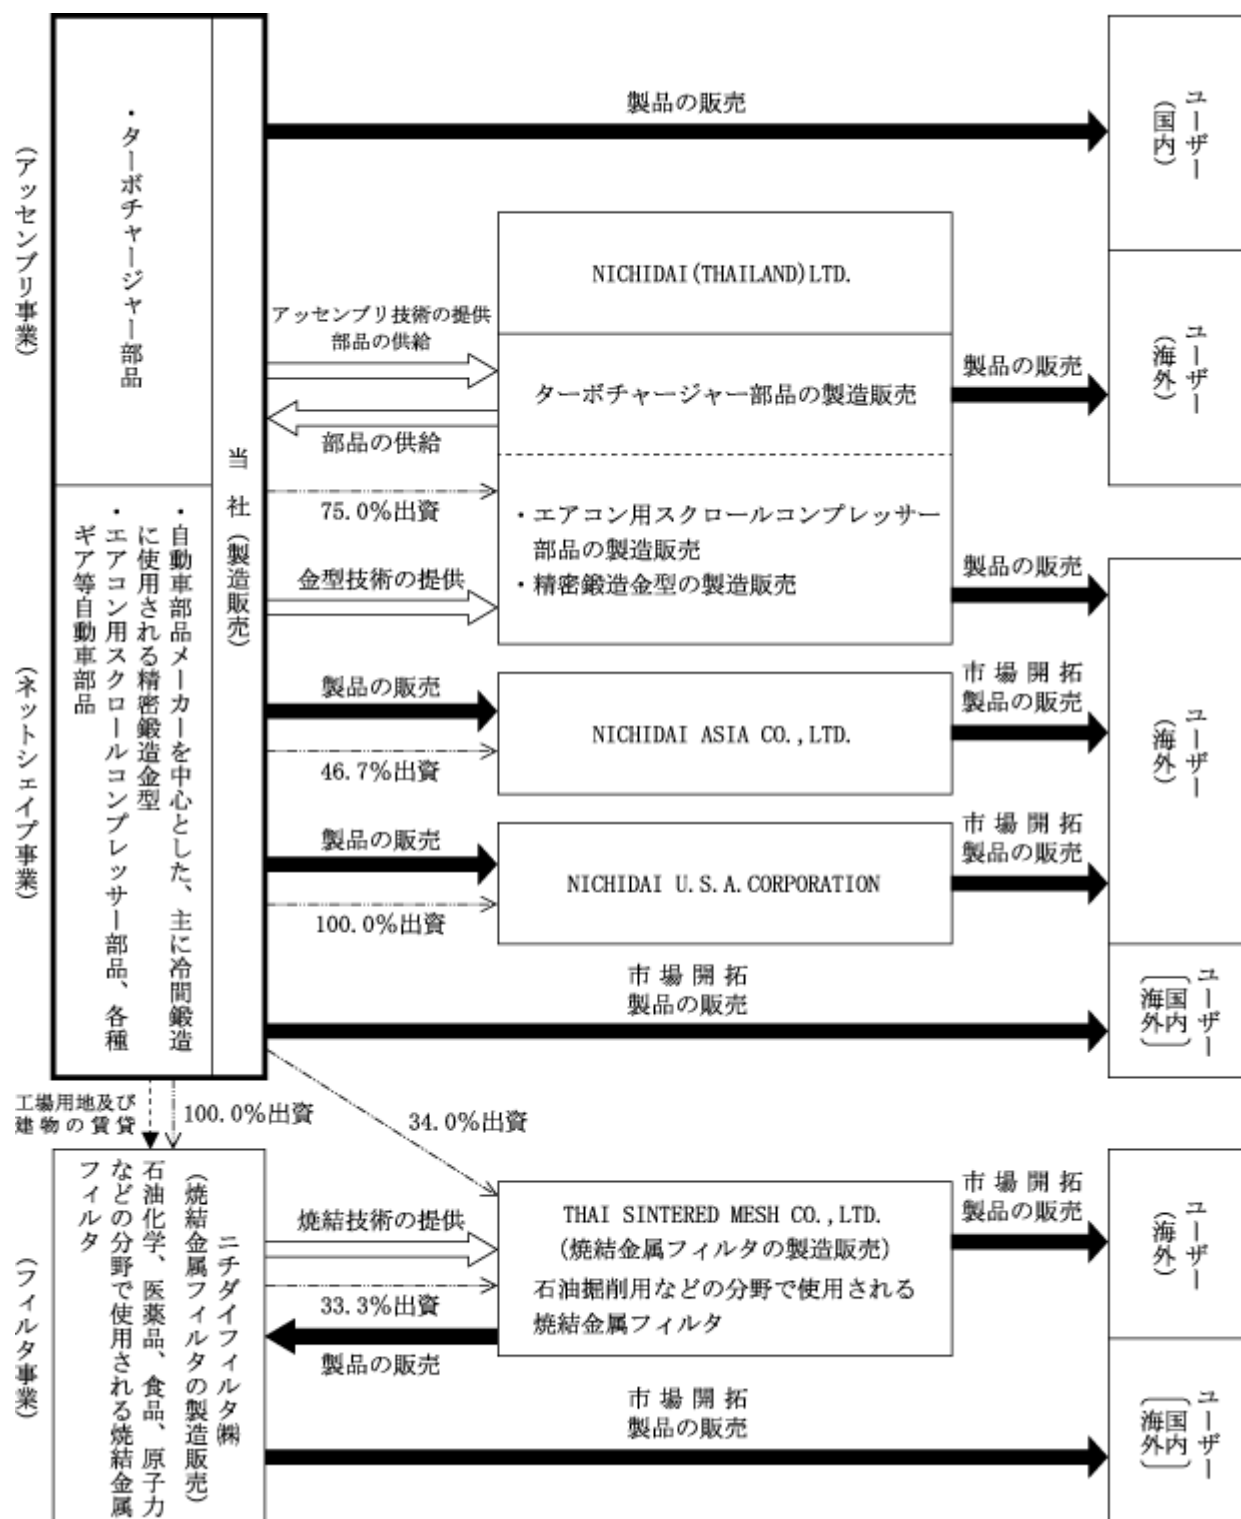 (アッセンブリ事業)
・ターボチャージャー部品
当 社(製造販売)
製品の販売
ユーザー
(国内)
NICHIDAI(THAILAND)LTD.
アッセンブリ技術の提供
部品の供給
ターボチャージャー部品の製造販売
製品の販売
ユーザー
(海外)
部品の供給
75.0%出資
・エアコン用スクロールコンプレッサー
部品の製造販売
・精密鍛造金型の製造販売
金型技術の提供
製品の販売
(ネットシェイプ事業)
・自動車部品メーカーを中心とした、主に冷間鍛造
に使用される精密鍛造金型
・エアコン用スクロールコンプレッサー部品、各種
ギア等自動車部品
製品の販売
46.7%出資
NICHIDAI ASIA CO.,LTD.
市場開拓
製品の販売
ユーザー
(海外)
製品の販売
100.0%出資
NICHIDAI U.S.A.CORPORATION
市場開拓
製品の販売
市場開拓
製品の販売
ユーザー
国内
海外
工場用地及び
建物の賃貸
100.0%出資
34.0%出資
(フィルタ事業)
ニチダイフィルタ㈱
(焼結金属フィルタの製造販売)
石油化学、医薬品、食品、原子力
などの分野で使用される焼結金属
フィルタ
焼結技術の提供
33.3%出資
製品の販売
THAI SINTERED MESH CO.,LTD.
(焼結金属フィルタの製造販売)
石油掘削用などの分野で使用される
焼結金属フィルタ
市場開拓
製品の販売
ユーザー
(海外)
市場開拓
製品の販売
ユーザー
国内
海外